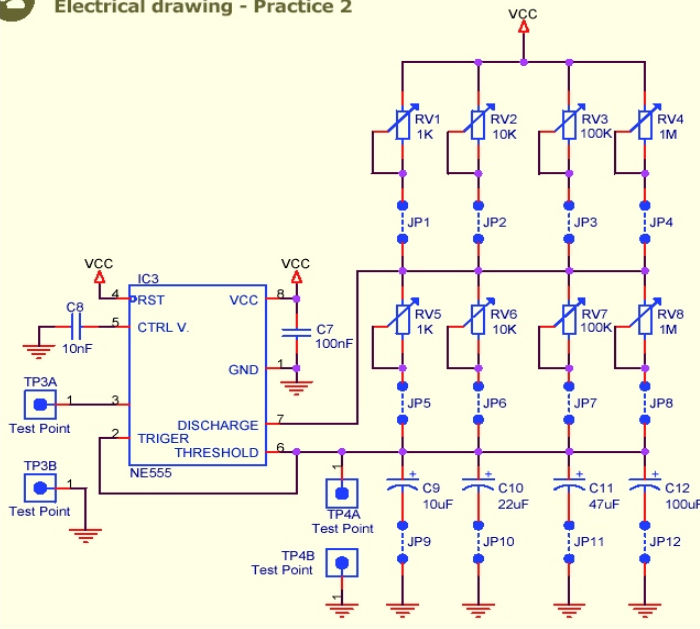 Electrical drawing - Practice 2
VCC
RV1
1K
RV2
10K
RV3
100K
RV4
1M
JP1
JP2
JP3
JP4
VCC
VCC
IC3
4
RST
VCC
8
C8
5
CTRL V.
10nF
C7
100nF
GND
1
RV5
1K
RV6
10K
RV7
100K
RV8
1M
TP3A
1
3
Test Point
JP5
JP6
JP7
JP8
DISCHARGE
7
2
TRIGER
THRESHOLD
6
NE555
TP3B
1
Test Point
1
TP4A
Test Point
C9
10uF
C10
22uF
C11
47uF
C12
100uF
JP9
JP10
JP11
JP12
TP4B
Test Point
1